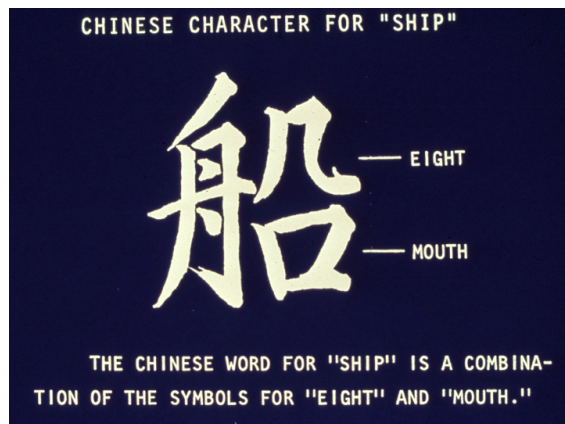 CHINESE CHARACTER FOR "SHIP"
船
EIGHT
MOUTH
THE CHINESE WORD FOR "SHIP" IS A COMBINA-
TION OF THE SYMBOLS FOR "EIGHT" AND "MOUTH."